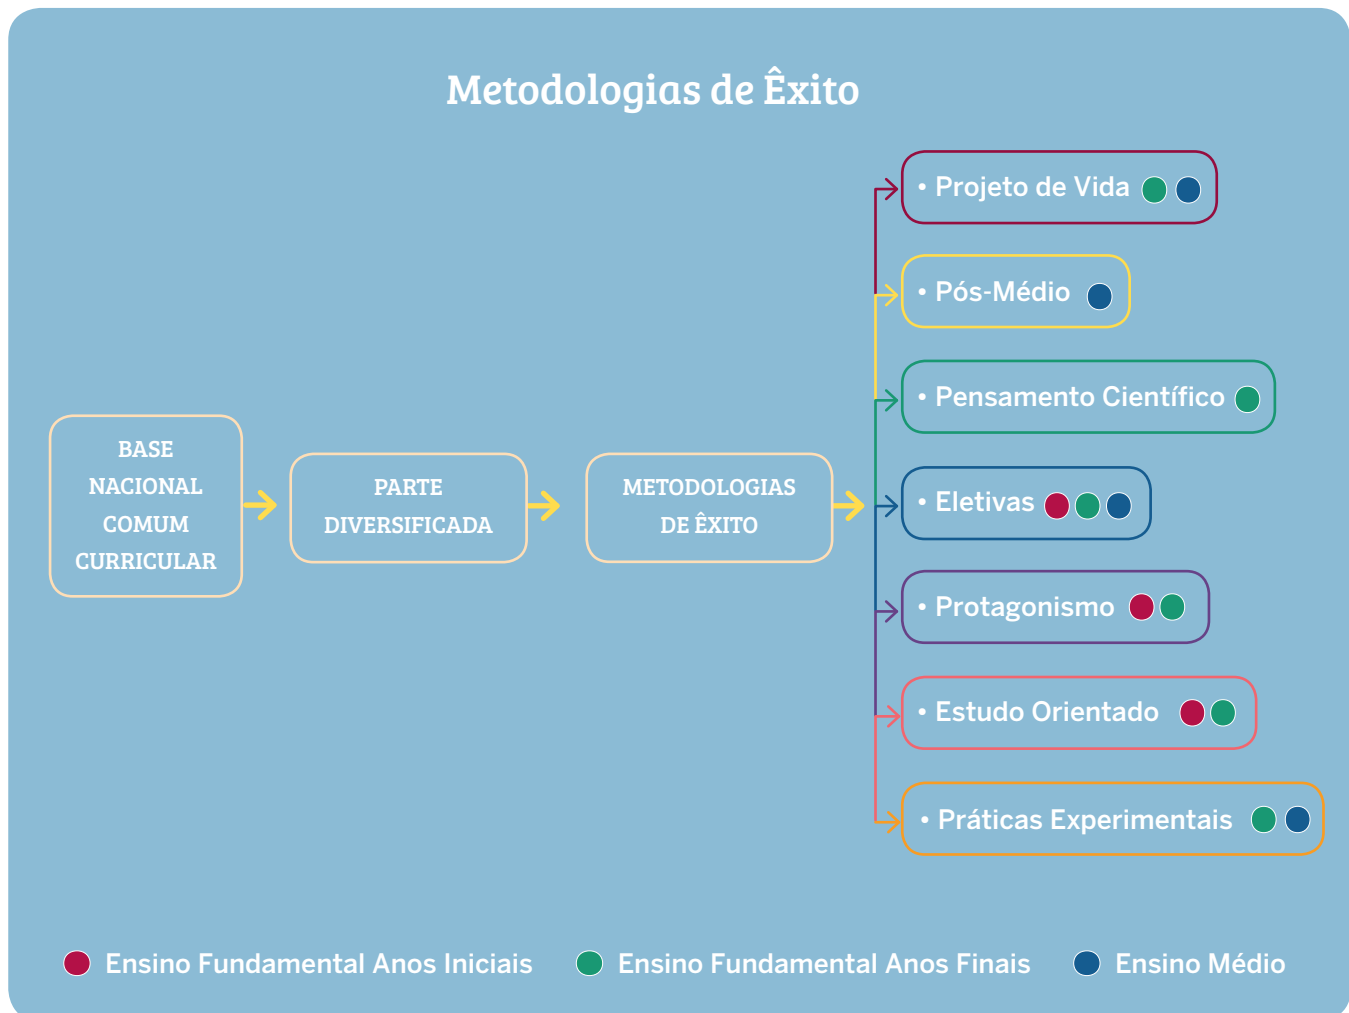 Metodologias de Êxito
BASE
NACIONAL
COMUM
CURRICULAR
PARTE
DIVERSIFICADA
METODOLOGIAS
DE ÊXITO
• Projeto de Vida
• Pós-Médio
• Pensamento Científico
• Eletivas
• Protagonismo
• Estudo Orientado
• Práticas Experimentais
Ensino Fundamental Anos Iniciais
Ensino Fundamental Anos Finais
Ensino Médio